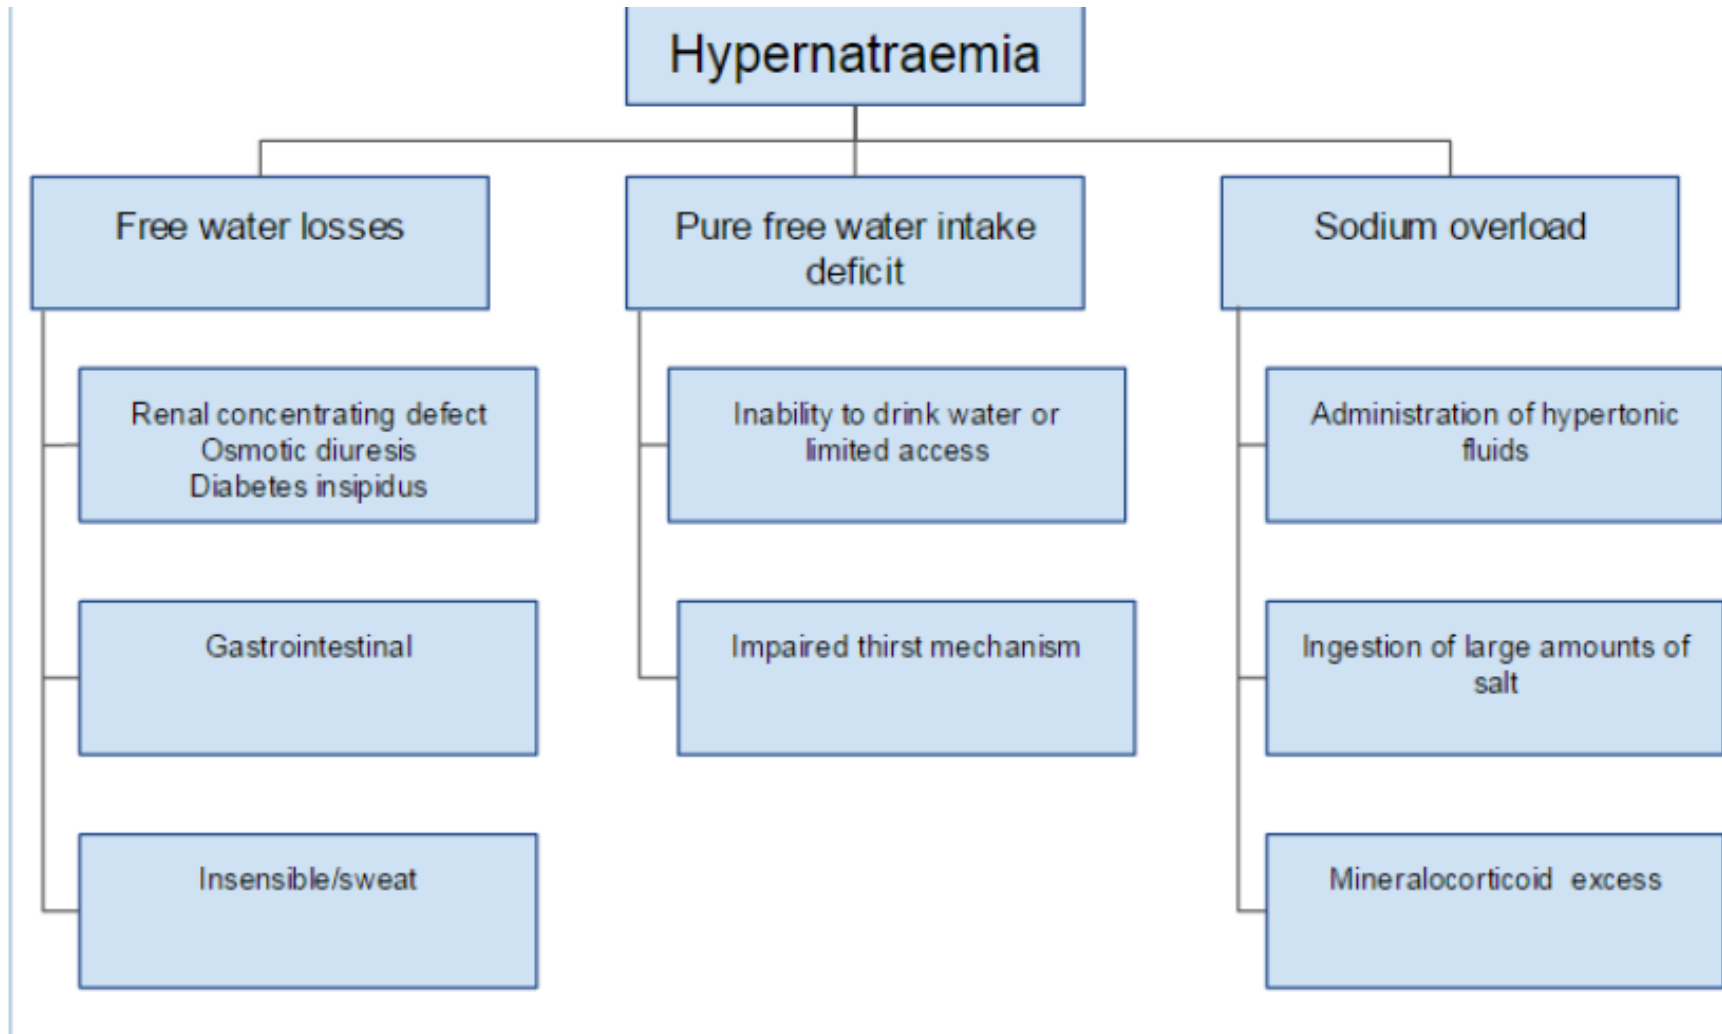 Hypernatraemia
Free water losses
Pure free water intake
deficit
Sodium overload
Renal concentrating defect
Osmotic diuresis
Diabetes insipidus
Inability to drink water or
limited access
Administration of hypertonic
fluids
Gastrointestinal
Impaired thirst mechanism
Ingestion of large amounts of
salt
Insensible/sweat
Mineralocorticoid excess